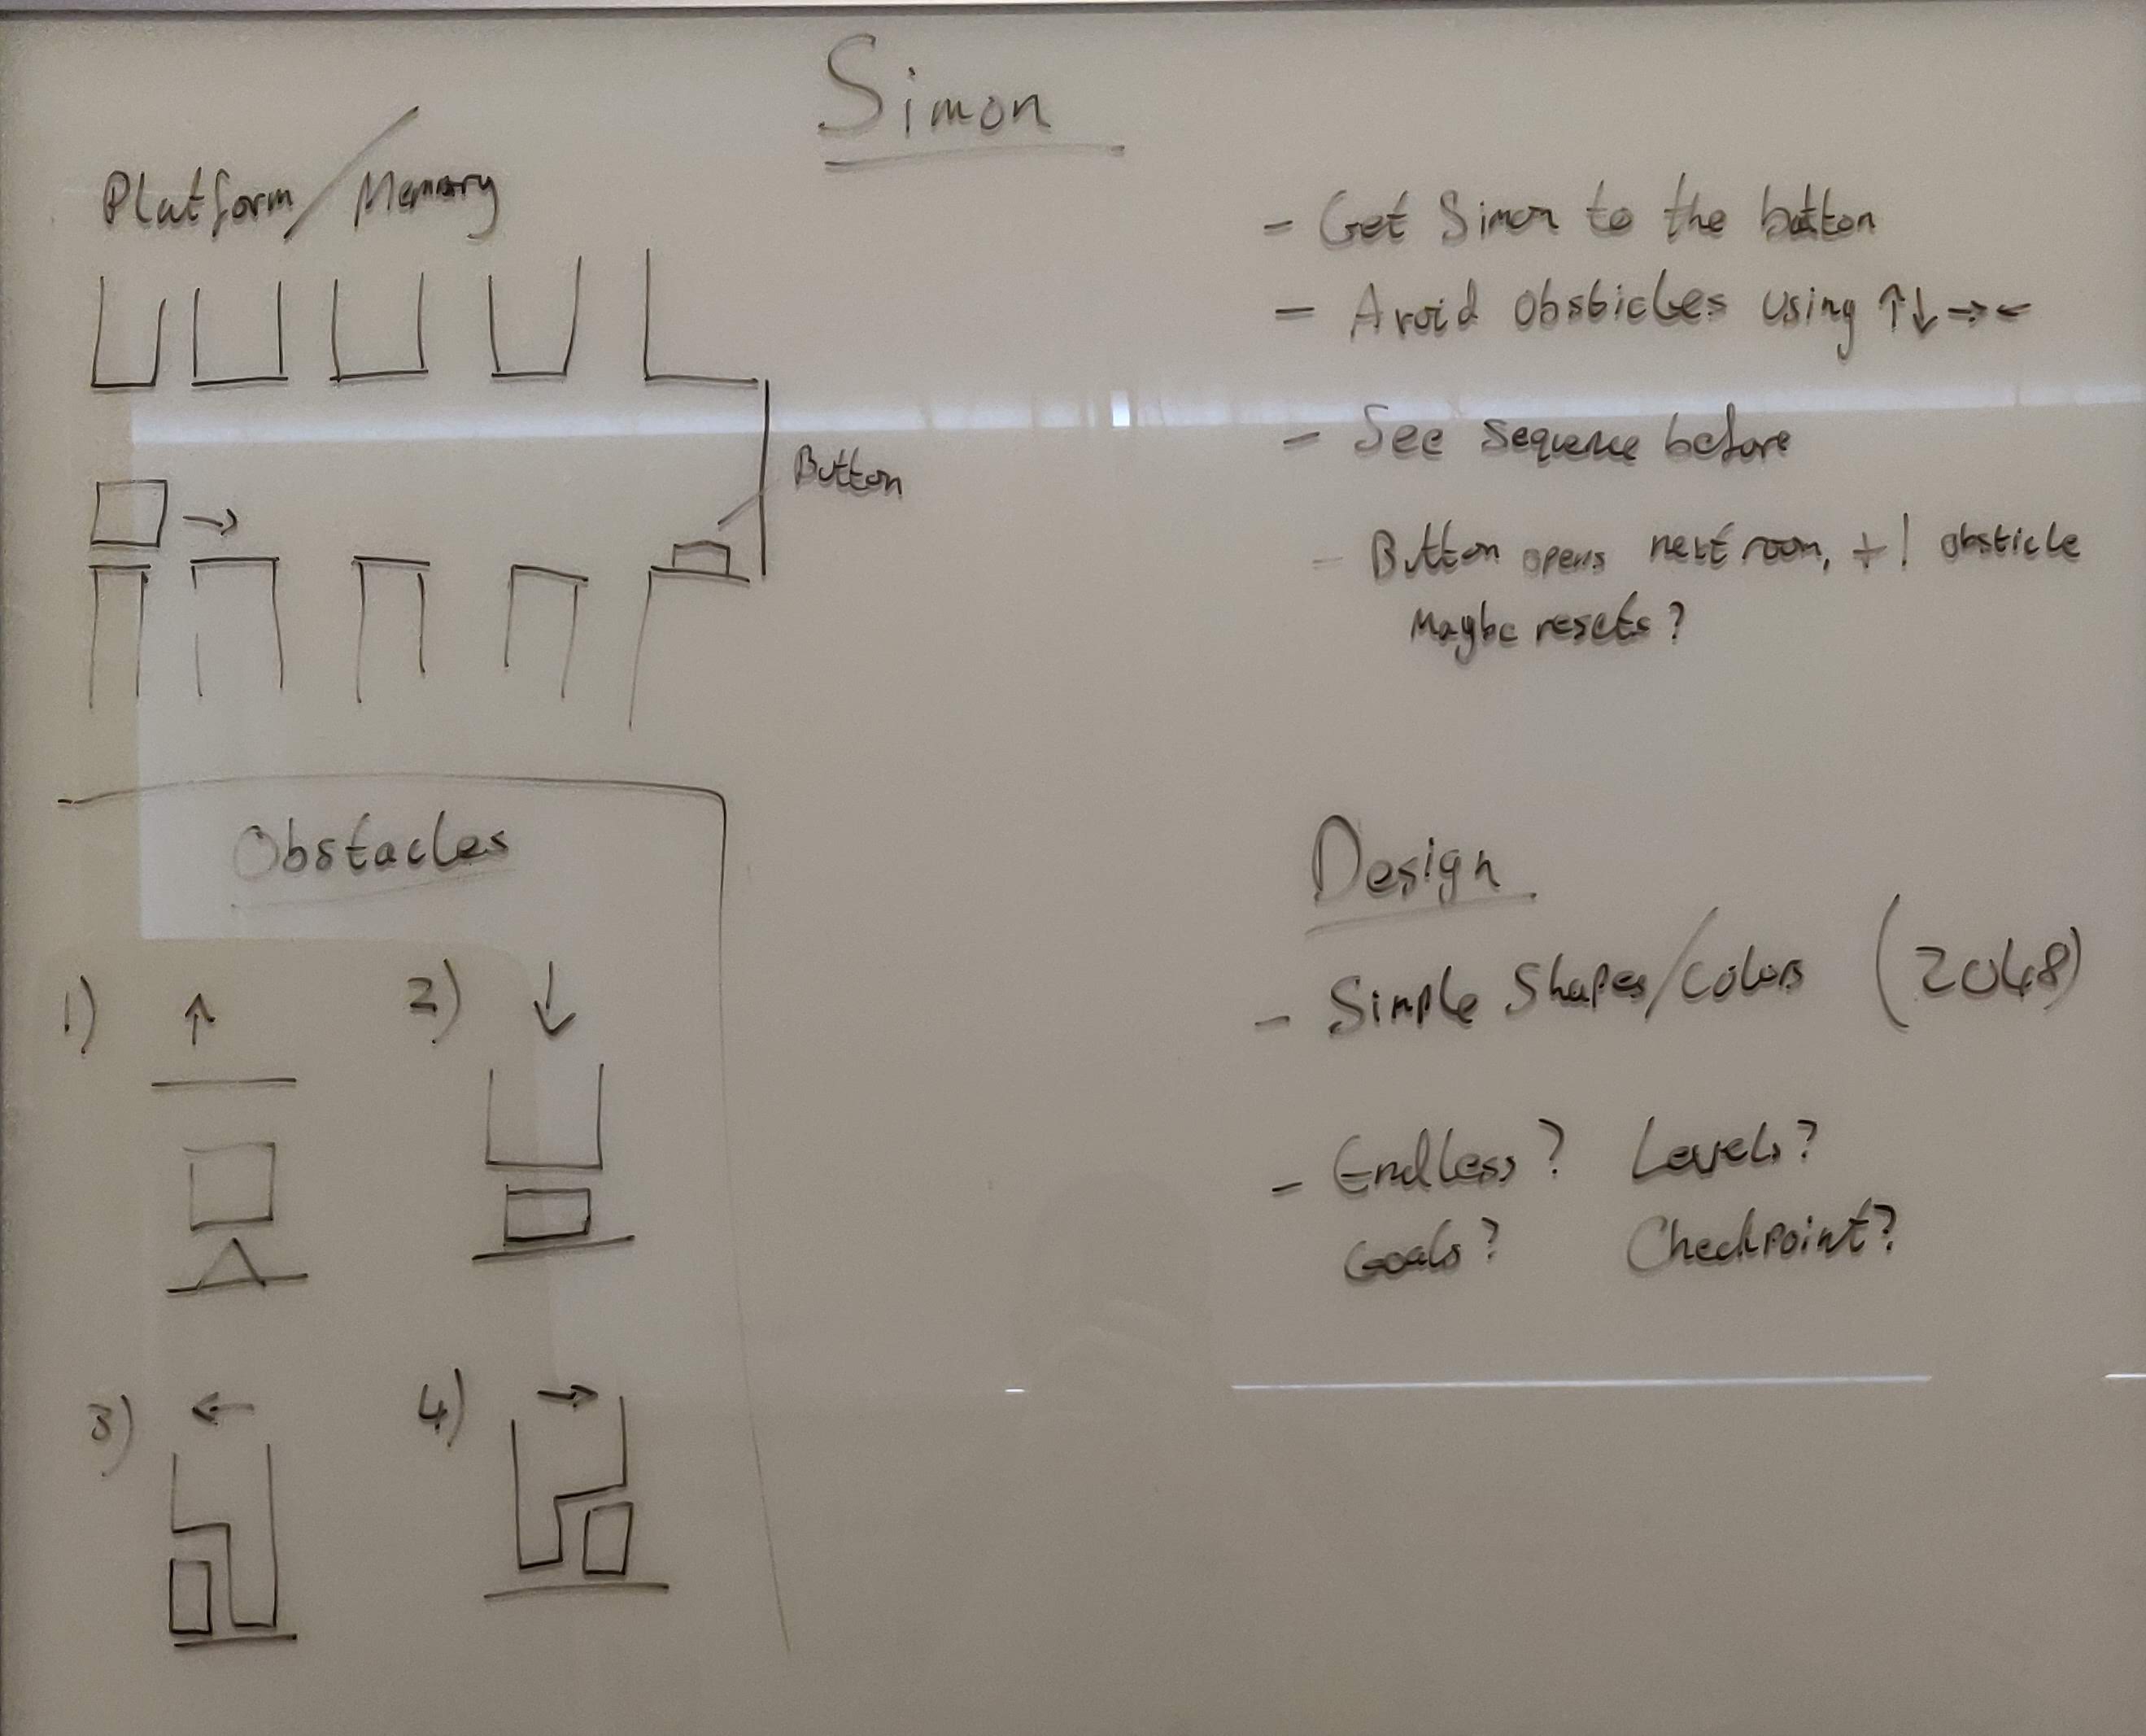 Simon
Platform/Memory
Button
- Get Simon to the button
- Avoid obsticles using ↑↓→←
- See sequence before
- Button opens next room, +1 obsticle
Maybe resets?
Obstacles
1) ↑
2) ↓
3) ←
4) →
Design
- Simple Shapes/Colors (2048)
- Endless? Levels?
Goals? Checkpoint?